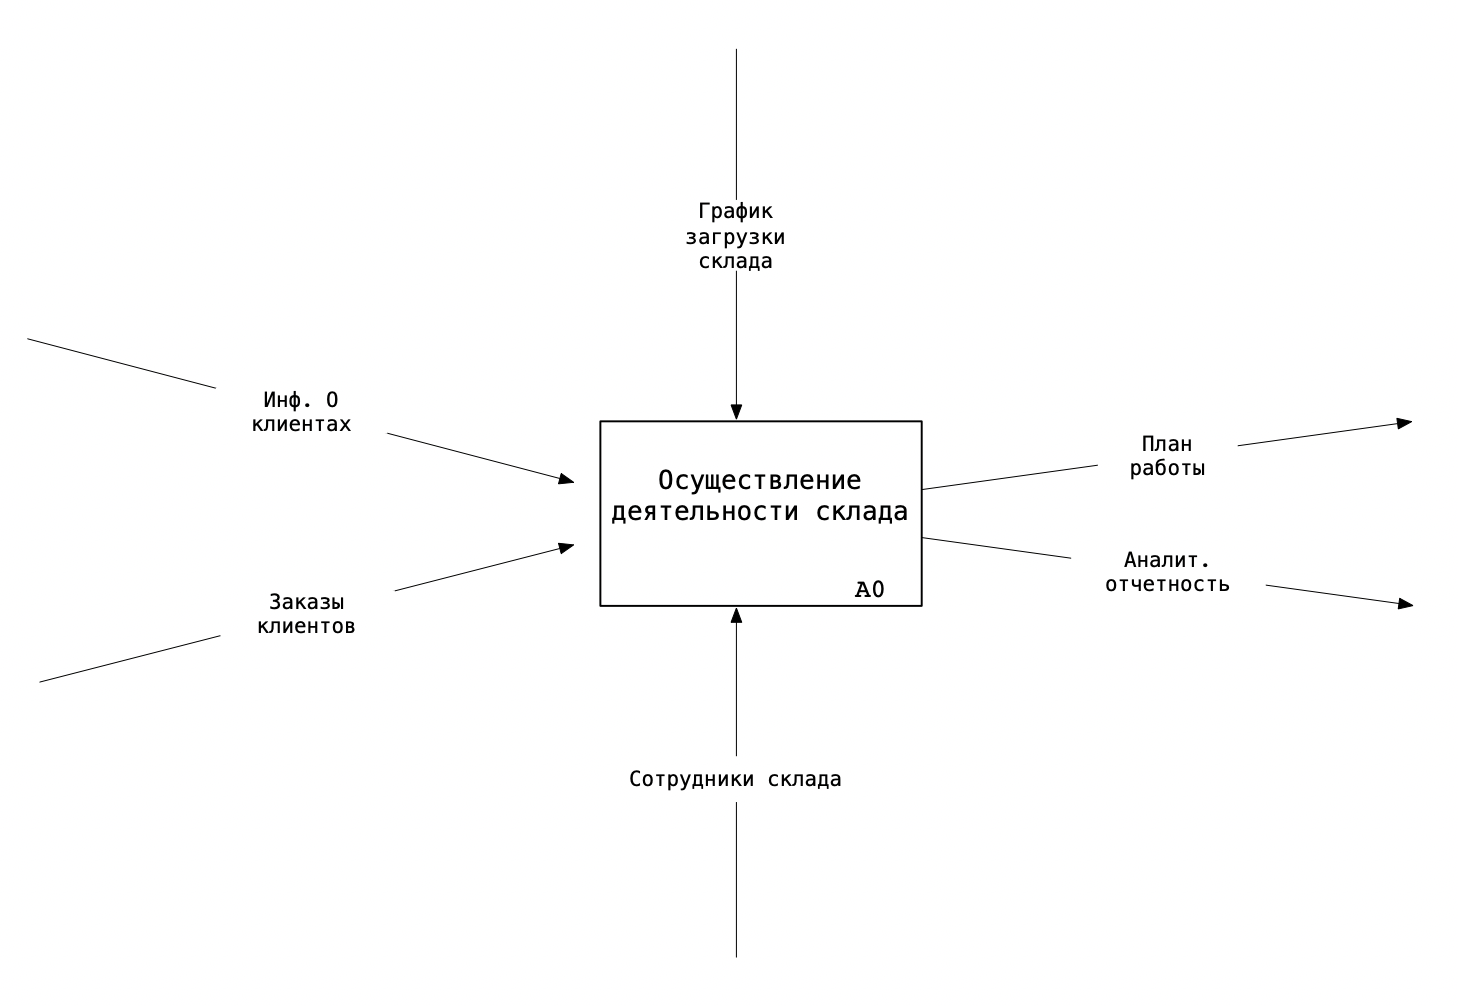 График
загрузки
склада
Инф. О
клиентах
План
работы
Осуществление
деятельности склада
A0
Аналит.
отчетность
Заказы
клиентов
Сотрудники склада